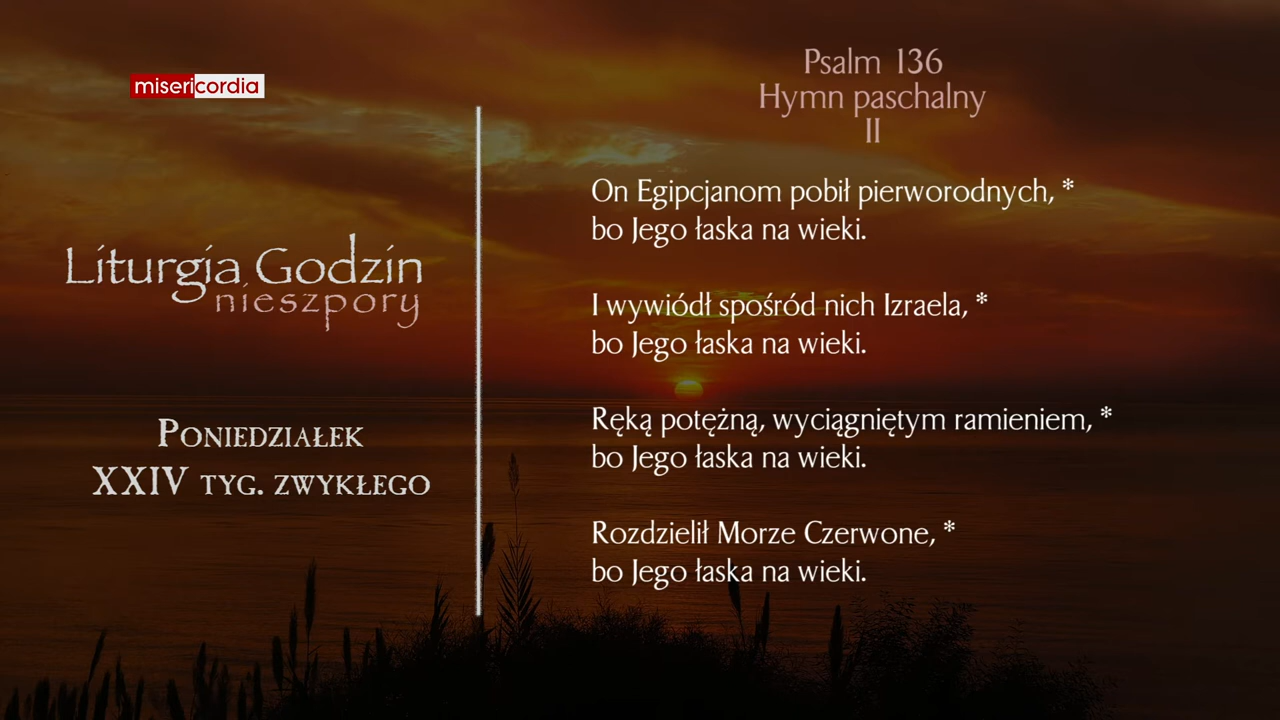 misericordia
Liturgia Godzin
nieszpory
Poniedziałek
XXIV tyg. zwykłego
Psalm 136
Hymn paschalny
II
On Egipcjanom pobił pierworodnych, *
bo Jego łaska na wieki.
I wywiódł spośród nich Izraela, *
bo Jego łaska na wieki.
Ręką potężną, wyciągniętym ramieniem, *
bo Jego łaska na wieki.
Rozdzielił Morze Czerwone, *
bo Jego łaska na wieki.